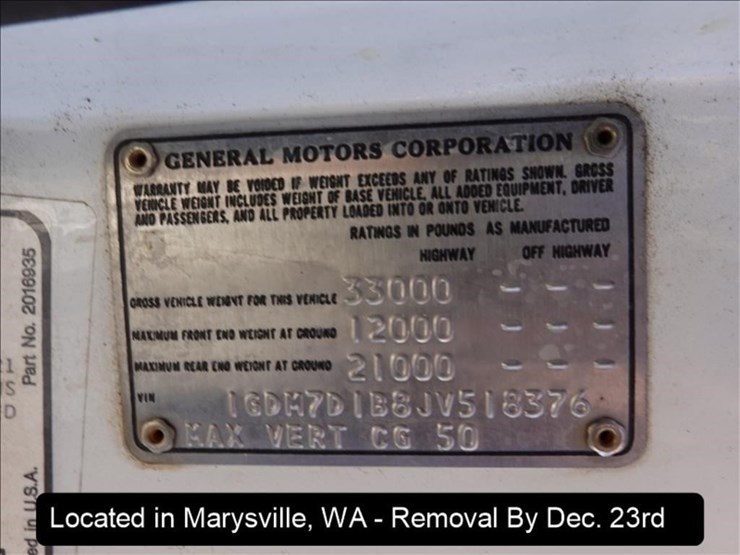 GENERAL MOTORS CORPORATION
WARRANTY MAY BE VOIDED IF WEIGHT EXCEEDS ANY OF RATINGS SHOWN. GROSS
VEHICLE WEIGHT INCLUDES WEIGHT OF BASE VEHICLE, ALL ADDED EQUIPMENT, DRIVER
AND PASSENGERS, AND ALL PROPERTY LOADED INTO OR ONTO VEHICLE.
RATINGS IN POUNDS AS MANUFACTURED
HIGHWAY OFF HIGHWAY
GROSS VEHICLE WEIGHT FOR THIS VEHICLE 33000 - - -
MAXIMUM FRONT END WEIGHT AT GROUND 12000 - - -
MAXIMUM REAR END WEIGHT AT GROUND 21000 - - -
VIN 1GDM7D1B8JV518376
MAX VERT CG 50
Part No. 2016935
ed in U.S.A.
Located in Marysville, WA - Removal By Dec. 23rd